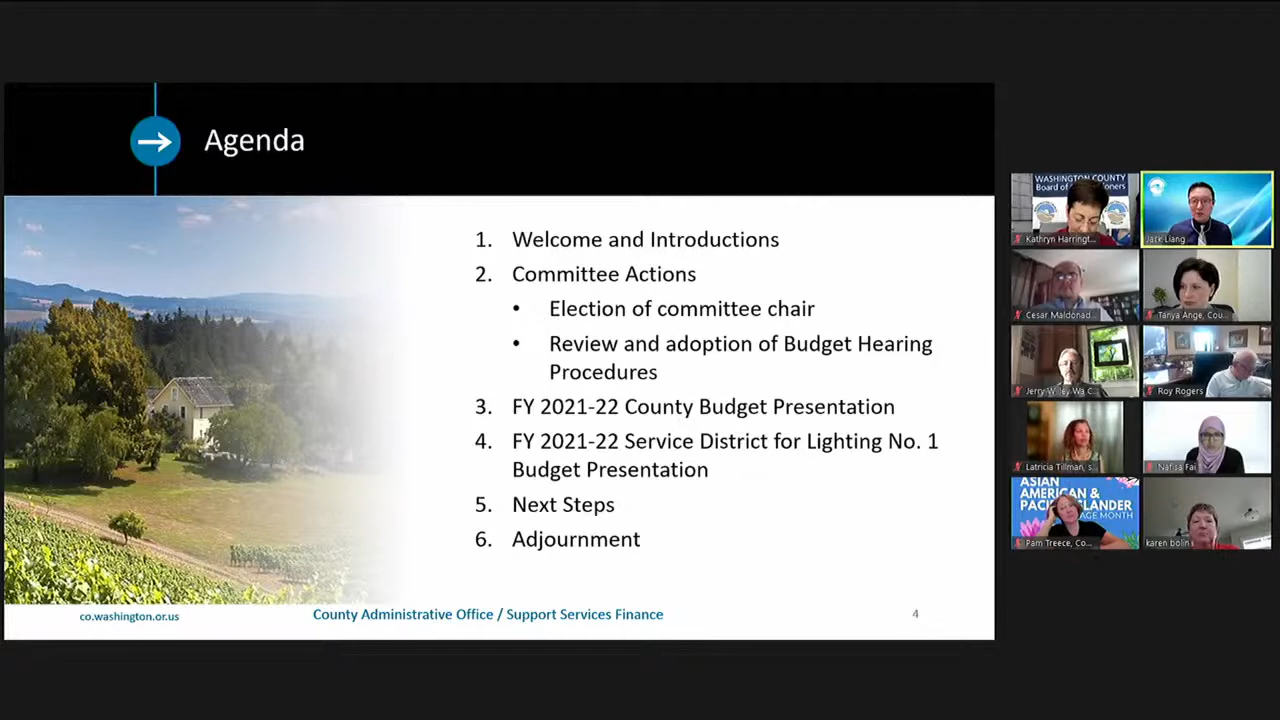 Agenda
1. Welcome and Introductions
2. Committee Actions
• Election of committee chair
• Review and adoption of Budget Hearing
Procedures
3. FY 2021-22 County Budget Presentation
4. FY 2021-22 Service District for Lighting No. 1
Budget Presentation
5. Next Steps
6. Adjournment
co.washington.or.us
County Administrative Office / Support Services Finance
4
WASHINGTON COUNTY
Board of
Kathryn Harringt...
Jack Liang
Cesar Maldonad...
Tanya Ange, Cou...
Roy Rogers
Latricia Tillman, s...
Nafisa Fai
ASIAN
AMERICAN &
Pam Treece, Co...
karen bolin